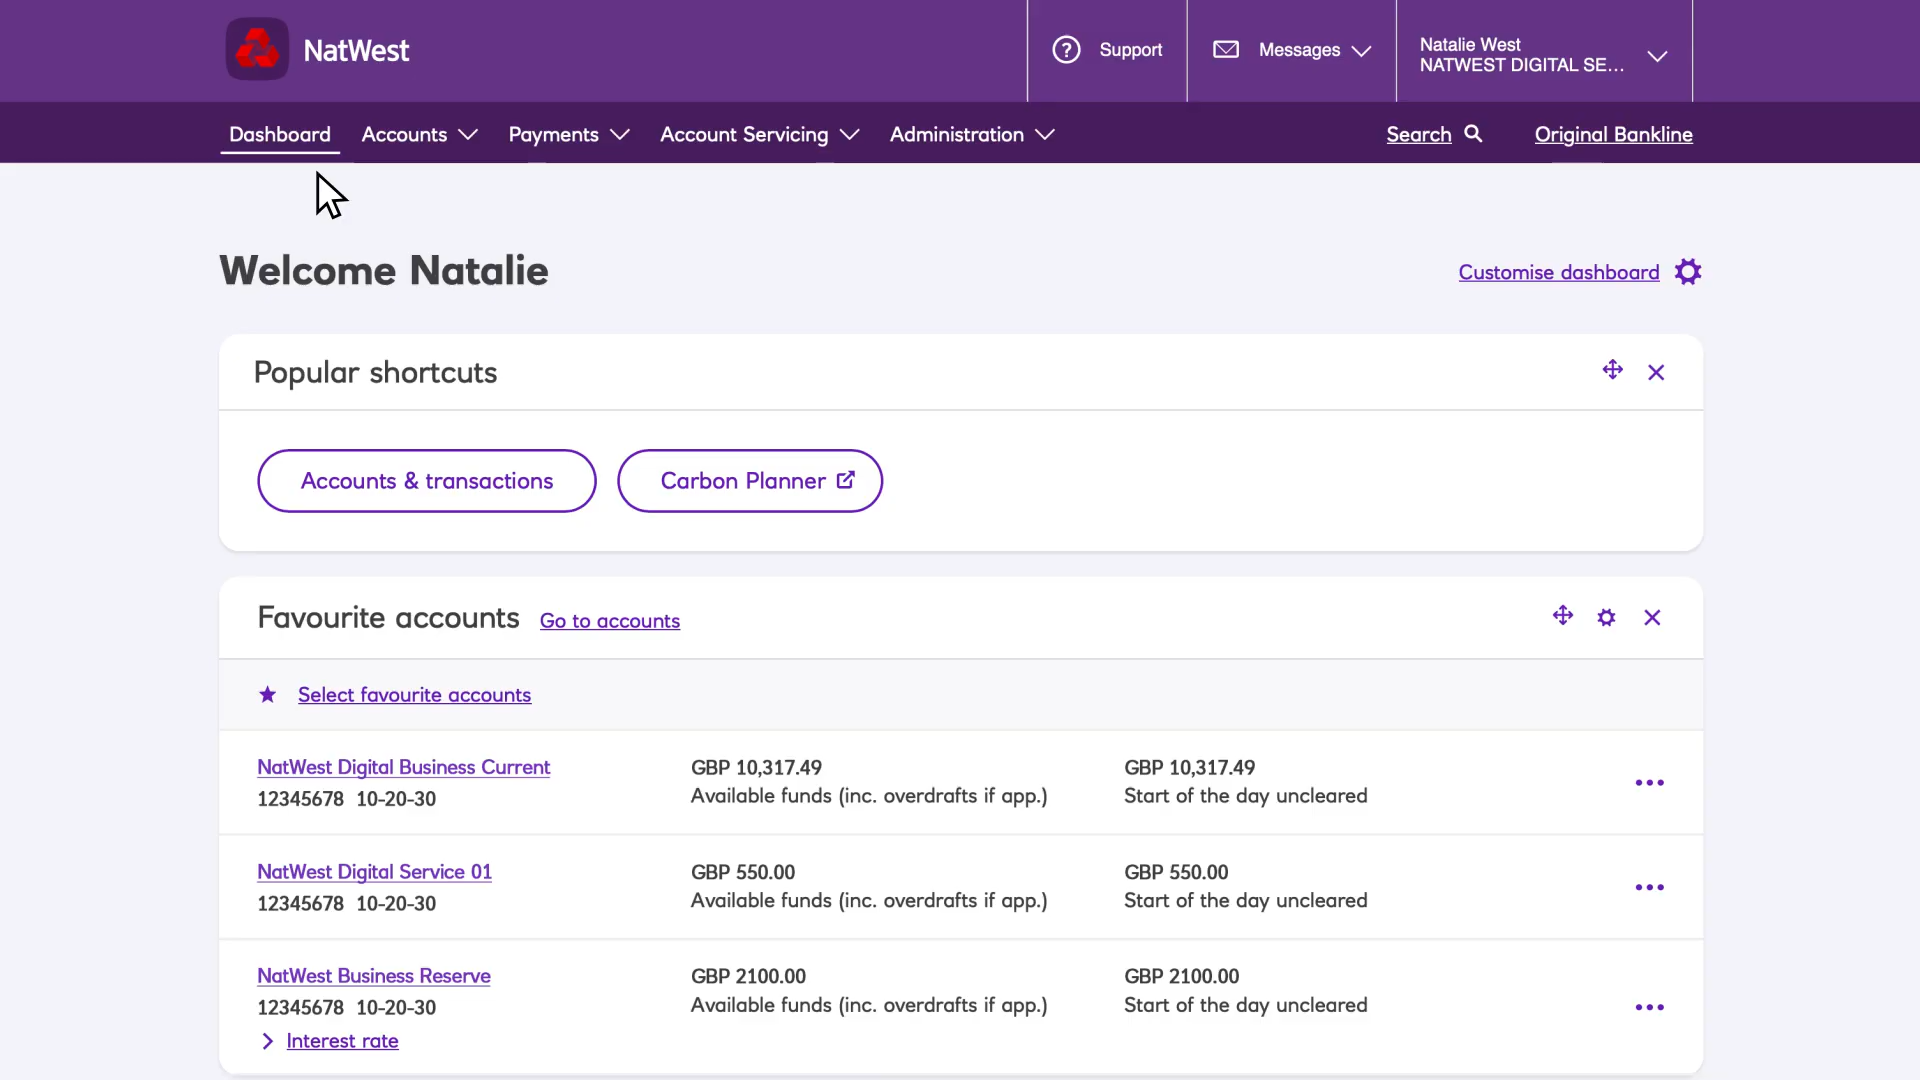 NatWest
Support
Messages
Natalie West
NATWEST DIGITAL SE...
Dashboard
Accounts
Payments
Account Servicing
Administration
Search
Original Bankline
Welcome Natalie
Customise dashboard
Popular shortcuts
Accounts & transactions
Carbon Planner
Favourite accounts
Go to accounts
Select favourite accounts
NatWest Digital Business Current
GBP 10,317.49
GBP 10,317.49
12345678 10-20-30
Available funds (inc. overdrafts if app.)
Start of the day uncleared
NatWest Digital Service 01
GBP 550.00
GBP 550.00
12345678 10-20-30
Available funds (inc. overdrafts if app.)
Start of the day uncleared
NatWest Business Reserve
GBP 2100.00
GBP 2100.00
12345678 10-20-30
Available funds (inc. overdrafts if app.)
Start of the day uncleared
Interest rate